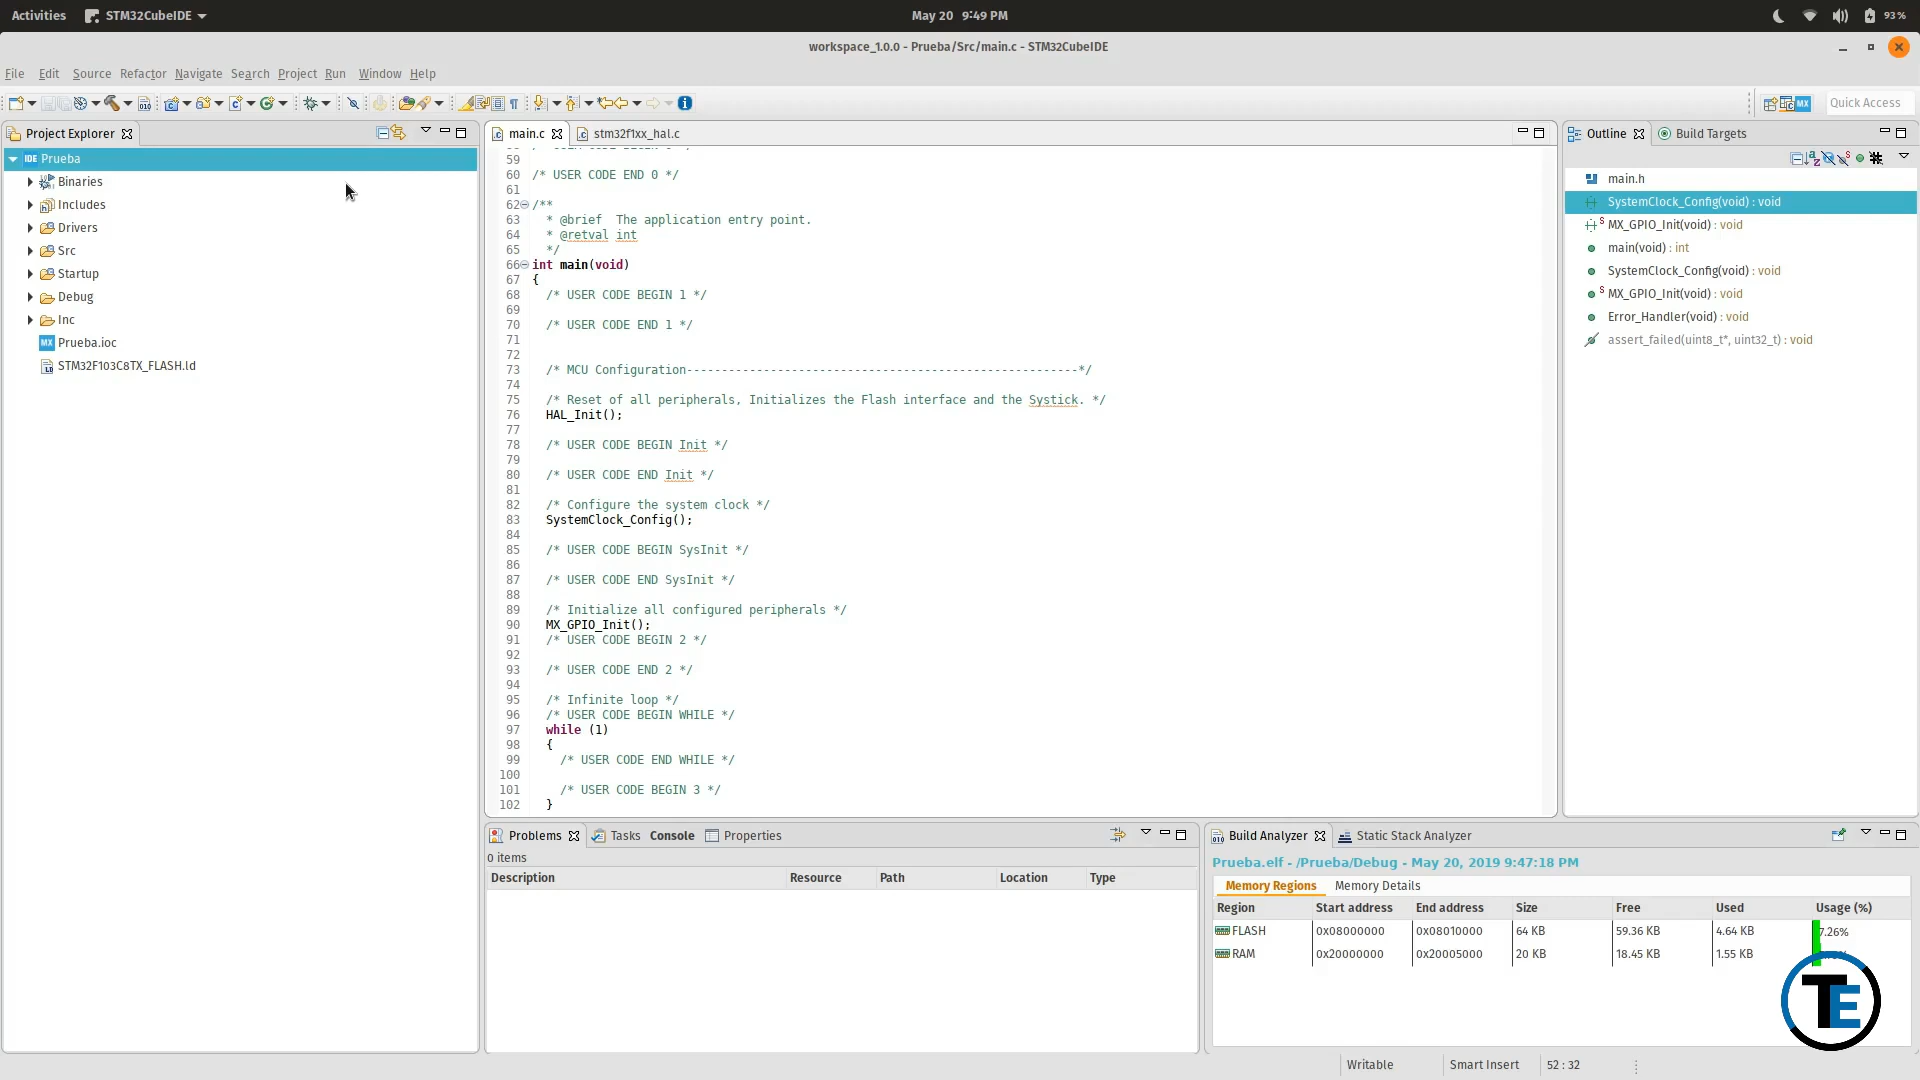 Activities STM32CubeIDE May 20 9:49 PM 93%
workspace_1.0.0 - Prueba/Src/main.c - STM32CubeIDE
File Edit Source Refactor Navigate Search Project Run Window Help
Quick Access
Project Explorer
IDE Prueba
Binaries
Includes
Drivers
Src
Startup
Debug
Inc
MX Prueba.ioc
STM32F103C8TX_FLASH.ld
main.c stm32f1xx_hal.c
59
60 /* USER CODE END 0 */
61
62 /**
63 * @brief The application entry point.
64 * @retval int
65 */
66 int main(void)
67 {
68 /* USER CODE BEGIN 1 */
69
70 /* USER CODE END 1 */
71
72
73 /* MCU Configuration--------------------------------------------------------*/
74
75 /* Reset of all peripherals, Initializes the Flash interface and the Systick. */
76 HAL_Init();
77
78 /* USER CODE BEGIN Init */
79
80 /* USER CODE END Init */
81
82 /* Configure the system clock */
83 SystemClock_Config();
84
85 /* USER CODE BEGIN SysInit */
86
87 /* USER CODE END SysInit */
88
89 /* Initialize all configured peripherals */
90 MX_GPIO_Init();
91 /* USER CODE BEGIN 2 */
92
93 /* USER CODE END 2 */
94
95 /* Infinite loop */
96 /* USER CODE BEGIN WHILE */
97 while (1)
98 {
99 /* USER CODE END WHILE */
100
101 /* USER CODE BEGIN 3 */
102 }
Outline Build Targets
main.h
SystemClock_Config(void) : void
MX_GPIO_Init(void) : void
main(void) : int
SystemClock_Config(void) : void
MX_GPIO_Init(void) : void
Error_Handler(void) : void
assert_failed(uint8_t*, uint32_t) : void
Problems Tasks Console Properties
0 items
Description Resource Path Location Type
Build Analyzer Static Stack Analyzer
Prueba.elf - /Prueba/Debug - May 20, 2019 9:47:18 PM
Memory Regions Memory Details
Region Start address End address Size Free Used Usage (%)
FLASH 0x08000000 0x08010000 64 KB 59.36 KB 4.64 KB 7.26%
RAM 0x20000000 0x20005000 20 KB 18.45 KB 1.55 KB
TE
Writable Smart Insert 52 : 32